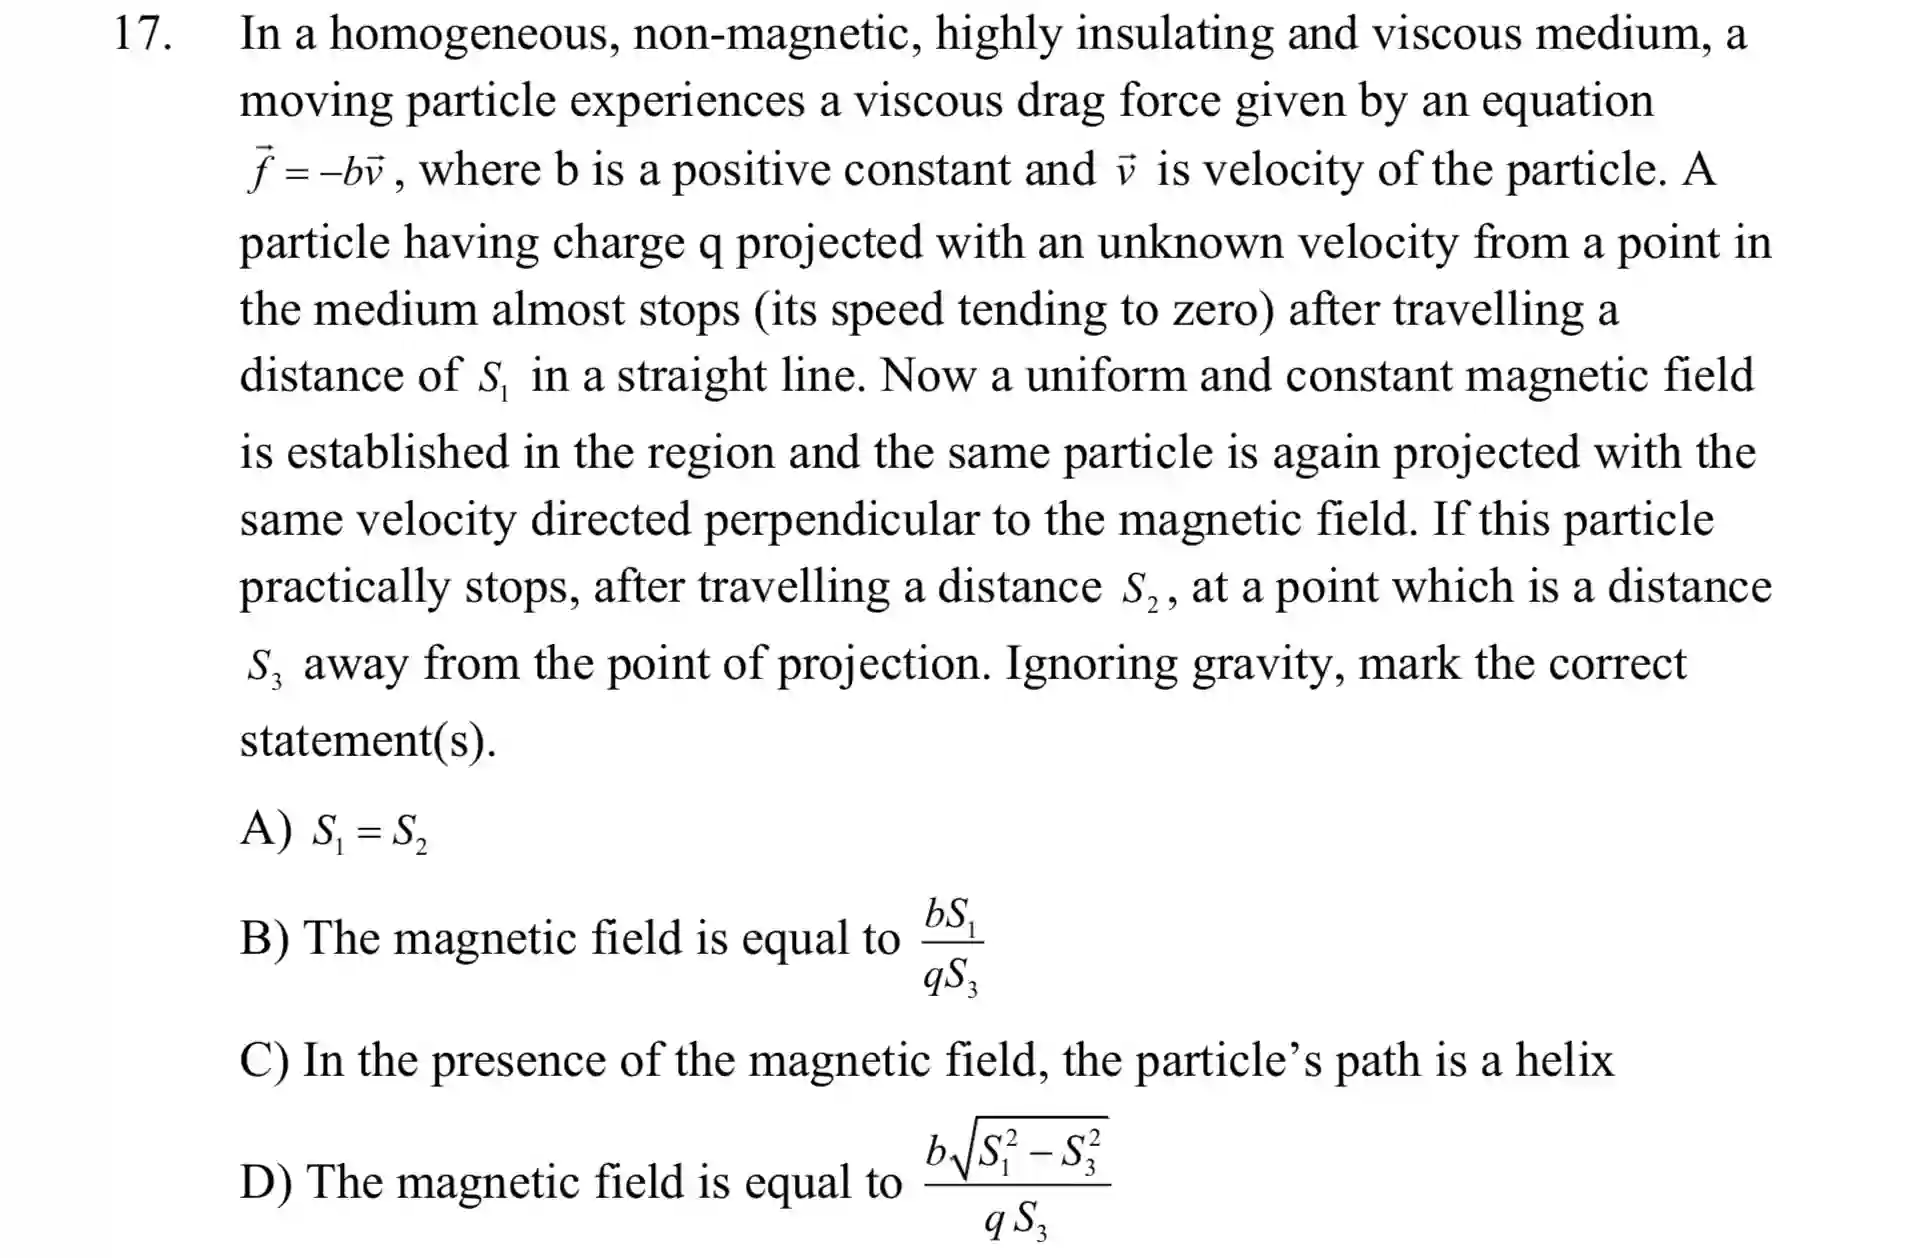 17. In a homogeneous, non-magnetic, highly insulating and viscous medium, a
moving particle experiences a viscous drag force given by an equation
$\vec{f} = -b\vec{v}$, where b is a positive constant and $\vec{v}$ is velocity of the particle. A
particle having charge q projected with an unknown velocity from a point in
the medium almost stops (its speed tending to zero) after travelling a
distance of $S_1$ in a straight line. Now a uniform and constant magnetic field
is established in the region and the same particle is again projected with the
same velocity directed perpendicular to the magnetic field. If this particle
practically stops, after travelling a distance $S_2$, at a point which is a distance
$S_3$ away from the point of projection. Ignoring gravity, mark the correct
statement(s).
A) $S_1 = S_2$
B) The magnetic field is equal to $\frac{bS_1}{qS_3}$
C) In the presence of the magnetic field, the particle’s path is a helix
D) The magnetic field is equal to $\frac{b\sqrt{S_1^2 - S_3^2}}{q S_3}$